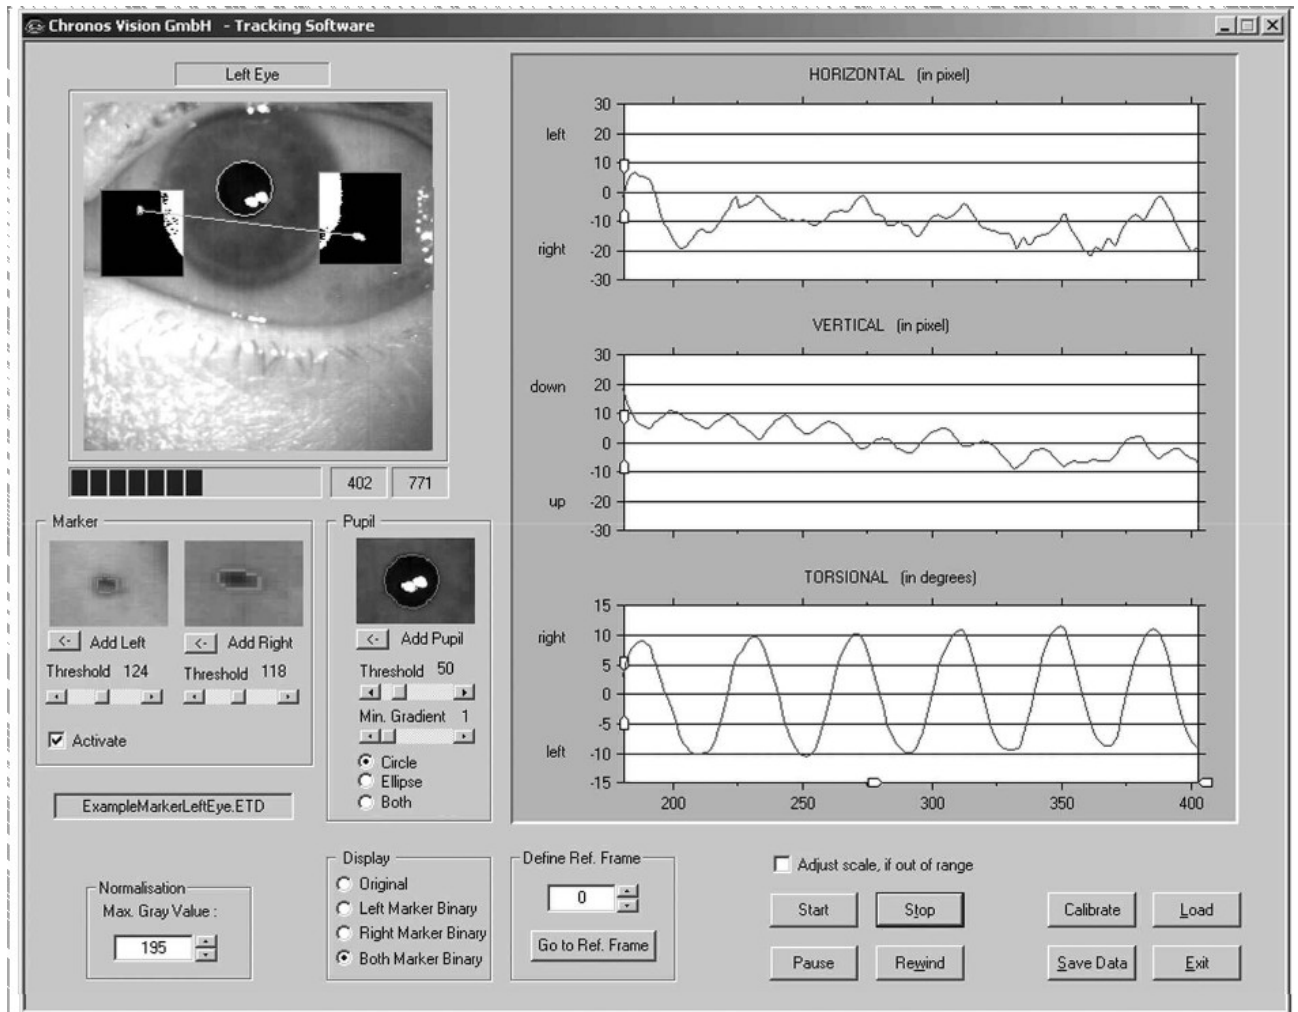 Chronos Vision GmbH - Tracking Software
Left Eye
402 771
Marker
<- Add Left
<- Add Right
Threshold 124
Threshold 118
Activate
Pupil
<- Add Pupil
Threshold 50
Min. Gradient 1
Circle
Ellipse
Both
ExampleMarkerLeftEye.ETD
HORIZONTAL (in pixel)
30
left 20
10
0
-10
right -20
-30
VERTICAL (in pixel)
30
down 20
10
0
-10
up -20
-30
TORSIONAL (in degrees)
15
right 10
5
0
-5
left -10
-15
200 250 300 350 400
Normalisation
Max. Gray Value :
195
Display
Original
Left Marker Binary
Right Marker Binary
Both Marker Binary
Define Ref. Frame
0
Go to Ref. Frame
Adjust scale, if out of range
Start Stop Calibrate Load
Pause Rewind Save Data Exit